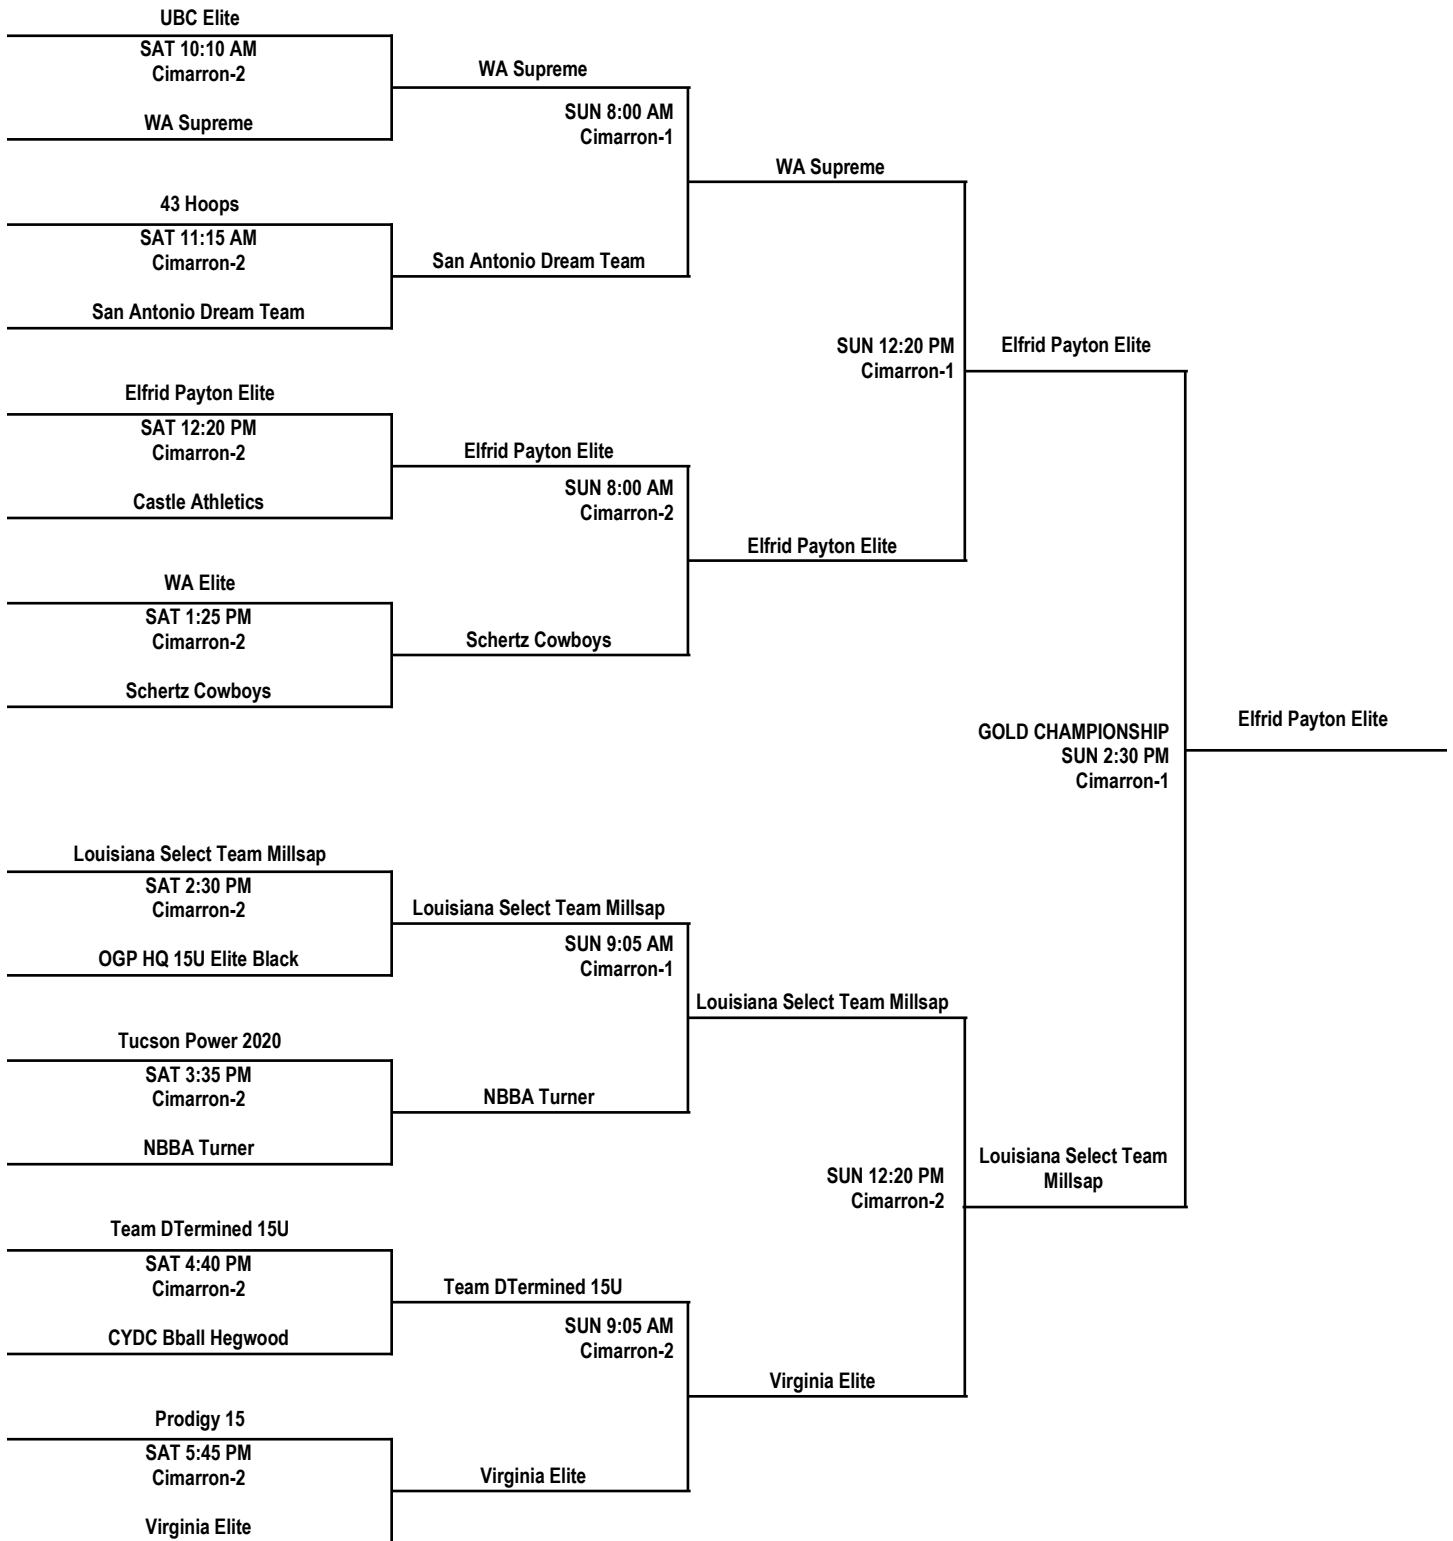 UBC Elite
SAT 10:10 AM
Cimarron-2
WA Supreme
43 Hoops
SAT 11:15 AM
Cimarron-2
San Antonio Dream Team
Elfrid Payton Elite
SAT 12:20 PM
Cimarron-2
Castle Athletics
WA Elite
SAT 1:25 PM
Cimarron-2
Schertz Cowboys
Louisiana Select Team Millsap
SAT 2:30 PM
Cimarron-2
OGP HQ 15U Elite Black
Tucson Power 2020
SAT 3:35 PM
Cimarron-2
NBBA Turner
Team DTermined 15U
SAT 4:40 PM
Cimarron-2
CYDC Bball Hegwood
Prodigy 15
SAT 5:45 PM
Cimarron-2
Virginia Elite
WA Supreme
SUN 8:00 AM
Cimarron-1
San Antonio Dream Team
Elfrid Payton Elite
SUN 8:00 AM
Cimarron-2
Schertz Cowboys
Louisiana Select Team Millsap
SUN 9:05 AM
Cimarron-1
NBBA Turner
Team DTermined 15U
SUN 9:05 AM
Cimarron-2
Virginia Elite
WA Supreme
SUN 12:20 PM
Cimarron-1
Elfrid Payton Elite
Louisiana Select Team Millsap
SUN 12:20 PM
Cimarron-2
Virginia Elite
Elfrid Payton Elite
GOLD CHAMPIONSHIP
SUN 2:30 PM
Cimarron-1
Louisiana Select Team
Millsap
Elfrid Payton Elite